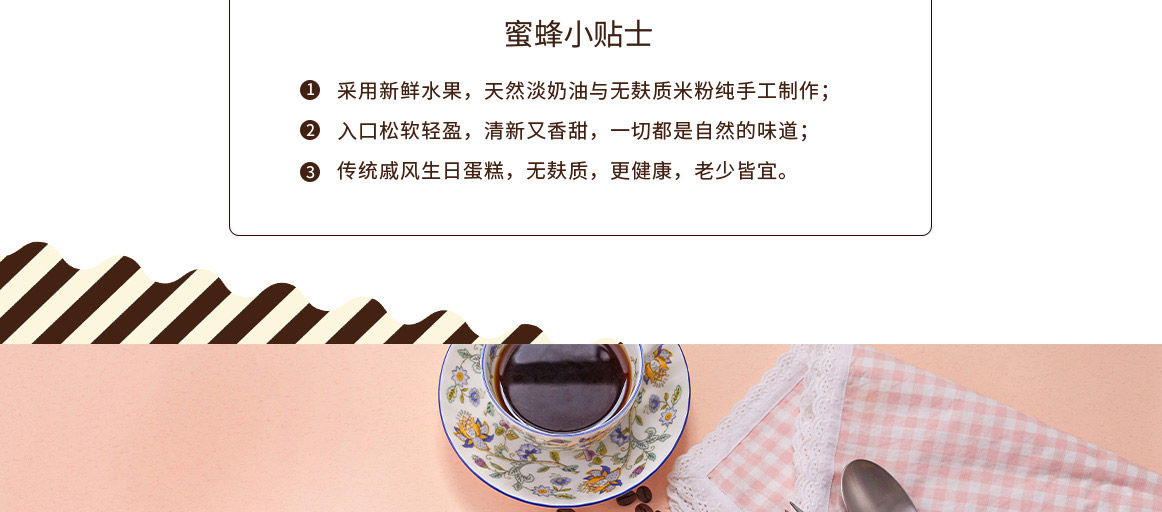 蜜蜂小贴士
1 采用新鲜水果，天然淡奶油与无麸质米粉纯手工制作；
2 入口松软轻盈，清新又香甜，一切都是自然的味道；
3 传统戚风生日蛋糕，无麸质，更健康，老少皆宜。